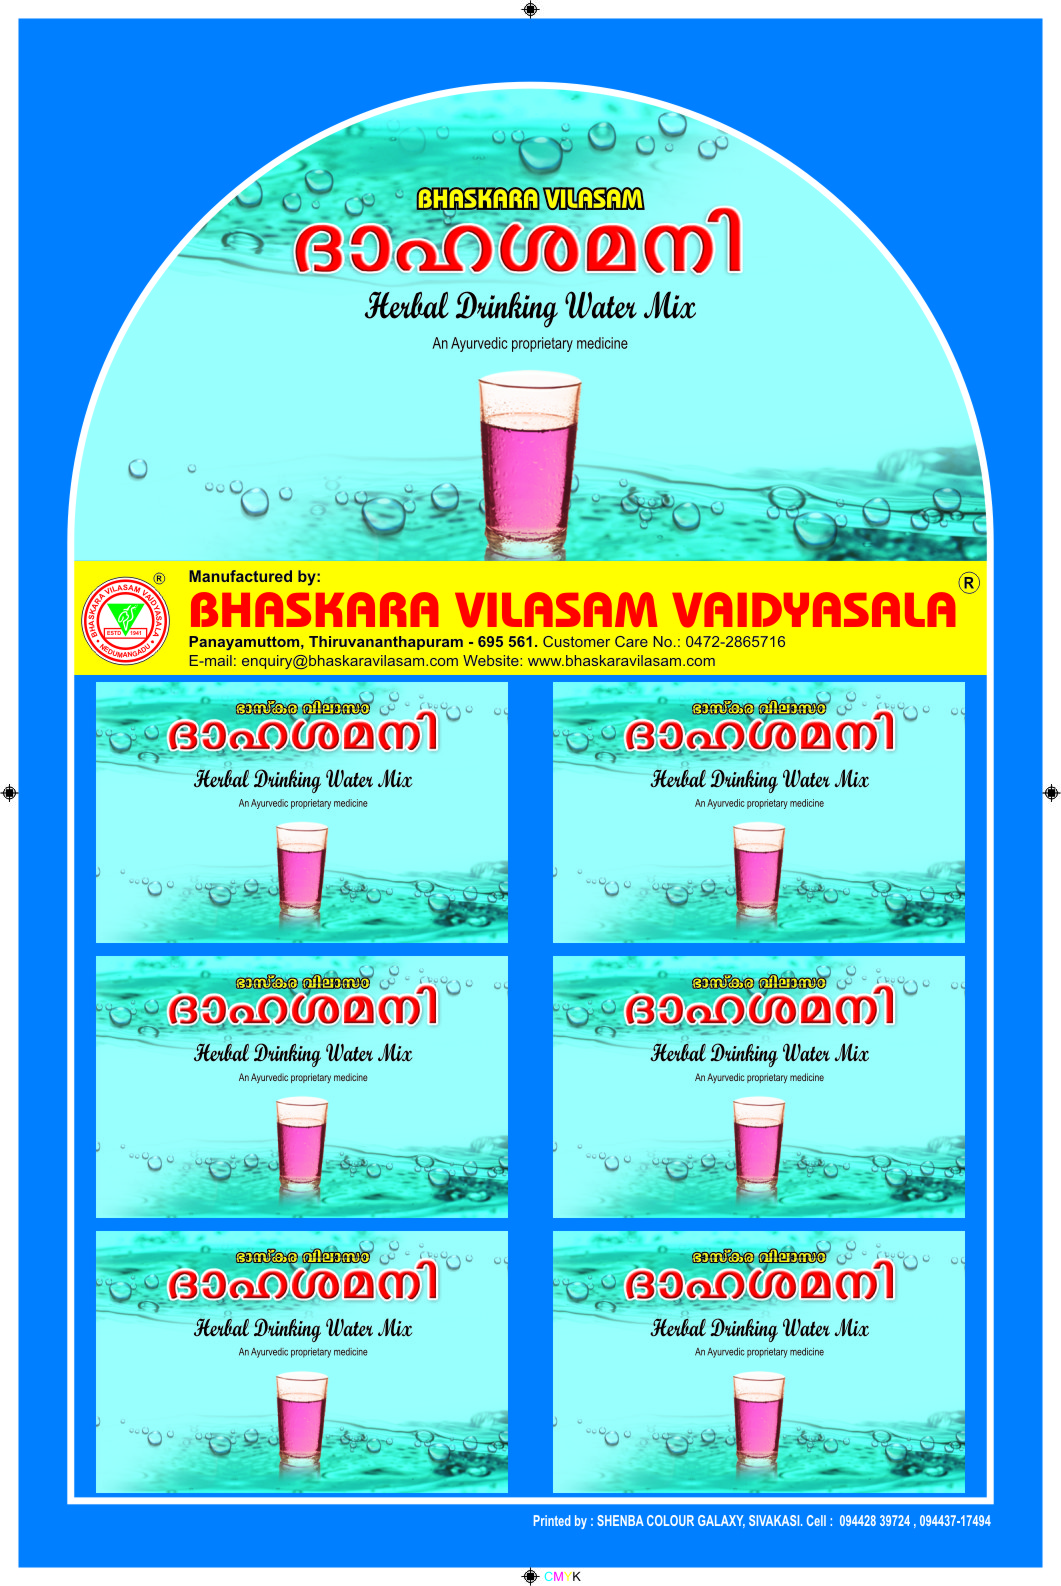 BHASKARA VILASAM
ദാഹശമനി
Herbal Drinking Water Mix
An Ayurvedic proprietary medicine
®
BHASKARA VILASAM VAIDYASALA
ESTD 1941
NEDUMANGADU
Manufactured by:
BHASKARA VILASAM VAIDYASALA ®
Panayamuttom, Thiruvananthapuram - 695 561. Customer Care No.: 0472-2865716
E-mail: enquiry@bhaskaravilasam.com Website: www.bhaskaravilasam.com
ഭാസ്കര വിലാസം
ദാഹശമനി
Herbal Drinking Water Mix
An Ayurvedic proprietary medicine
ഭാസ്കര വിലാസം
ദാഹശമനി
Herbal Drinking Water Mix
An Ayurvedic proprietary medicine
ഭാസ്കര വിലാസം
ദാഹശമനി
Herbal Drinking Water Mix
An Ayurvedic proprietary medicine
ഭാസ്കര വിലാസം
ദാഹശമനി
Herbal Drinking Water Mix
An Ayurvedic proprietary medicine
ഭാസ്കര വിലാസം
ദാഹശമനി
Herbal Drinking Water Mix
An Ayurvedic proprietary medicine
ഭാസ്കര വിലാസം
ദാഹശമനി
Herbal Drinking Water Mix
An Ayurvedic proprietary medicine
Printed by : SHENBA COLOUR GALAXY, SIVAKASI. Cell : 094428 39724 , 094437-17494
CMYK